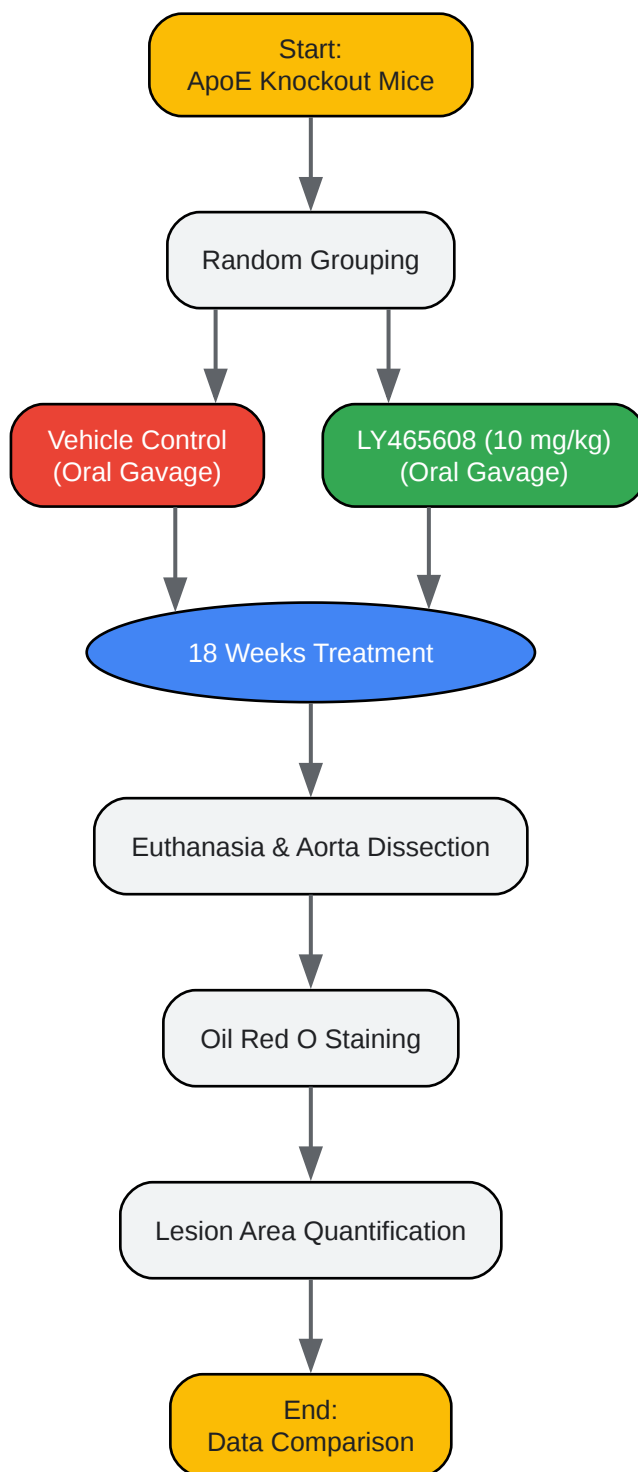 Start:
ApoE Knockout Mice
Random Grouping
Vehicle Control
(Oral Gavage)
LY465608 (10 mg/kg)
(Oral Gavage)
18 Weeks Treatment
Euthanasia & Aorta Dissection
Oil Red O Staining
Lesion Area Quantification
End:
Data Comparison